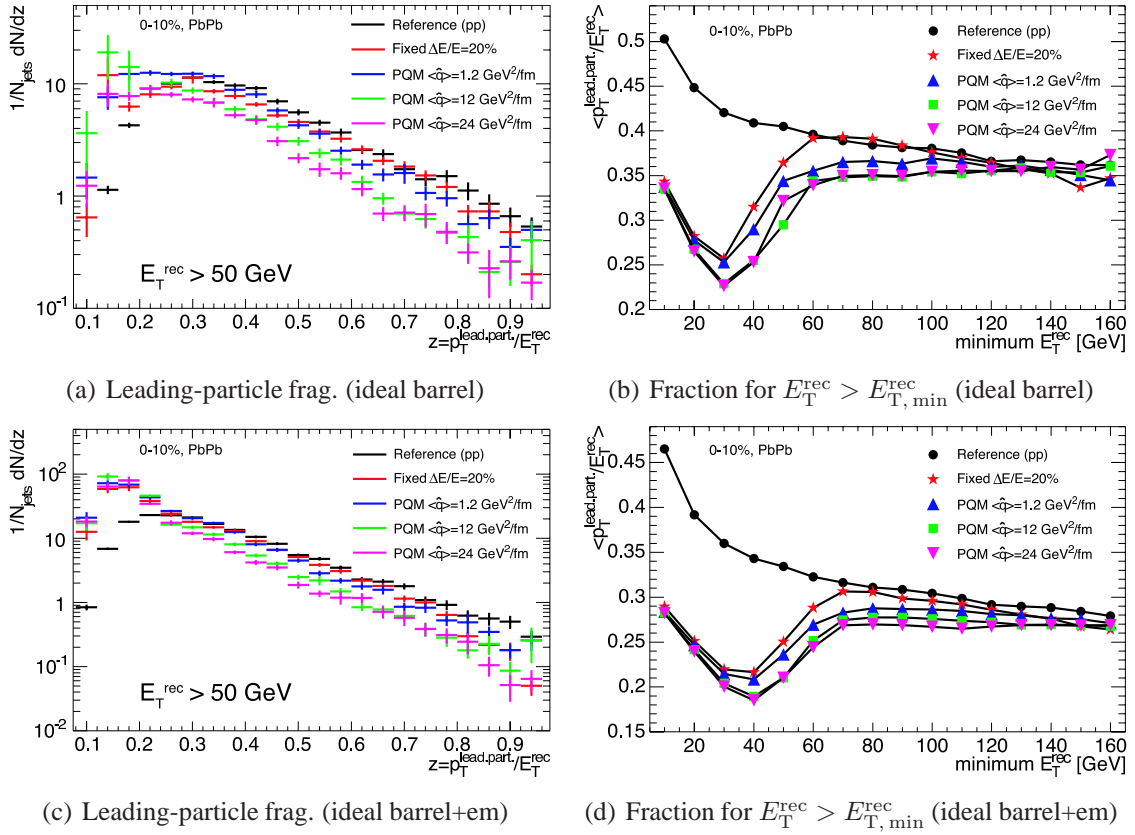 0-10%, PbPb
Reference (pp)
Fixed ΔE/E=20%
PQM <q̂>=1.2 GeV²/fm
PQM <q̂>=12 GeV²/fm
PQM <q̂>=24 GeV²/fm
E_T^rec > 50 GeV
1/N_jets dN/dz
10
1
10⁻¹
0.1 0.2 0.3 0.4 0.5 0.6 0.7 0.8 0.9
z=p_T^lead.part./E_T^rec
(a) Leading-particle frag. (ideal barrel)
0-10%, PbPb
Reference (pp)
Fixed ΔE/E=20%
PQM <q̂>=1.2 GeV²/fm
PQM <q̂>=12 GeV²/fm
PQM <q̂>=24 GeV²/fm
<p_T^lead.part./E_T^rec>
0.5
0.45
0.4
0.35
0.3
0.25
0.2
20 40 60 80 100 120 140 160
minimum E_T^rec [GeV]
(b) Fraction for E_T^rec > E_T, min^rec (ideal barrel)
0-10%, PbPb
Reference (pp)
Fixed ΔE/E=20%
PQM <q̂>=1.2 GeV²/fm
PQM <q̂>=12 GeV²/fm
PQM <q̂>=24 GeV²/fm
E_T^rec > 50 GeV
1/N_jets dN/dz
10²
10
1
10⁻¹
10⁻²
0.1 0.2 0.3 0.4 0.5 0.6 0.7 0.8 0.9
z=p_T^lead.part./E_T^rec
(c) Leading-particle frag. (ideal barrel+em)
0-10%, PbPb
Reference (pp)
Fixed ΔE/E=20%
PQM <q̂>=1.2 GeV²/fm
PQM <q̂>=12 GeV²/fm
PQM <q̂>=24 GeV²/fm
<p_T^lead.part./E_T^rec>
0.45
0.4
0.35
0.3
0.25
0.2
0.15
20 40 60 80 100 120 140 160
minimum E_T^rec [GeV]
(d) Fraction for E_T^rec > E_T, min^rec (ideal barrel+em)